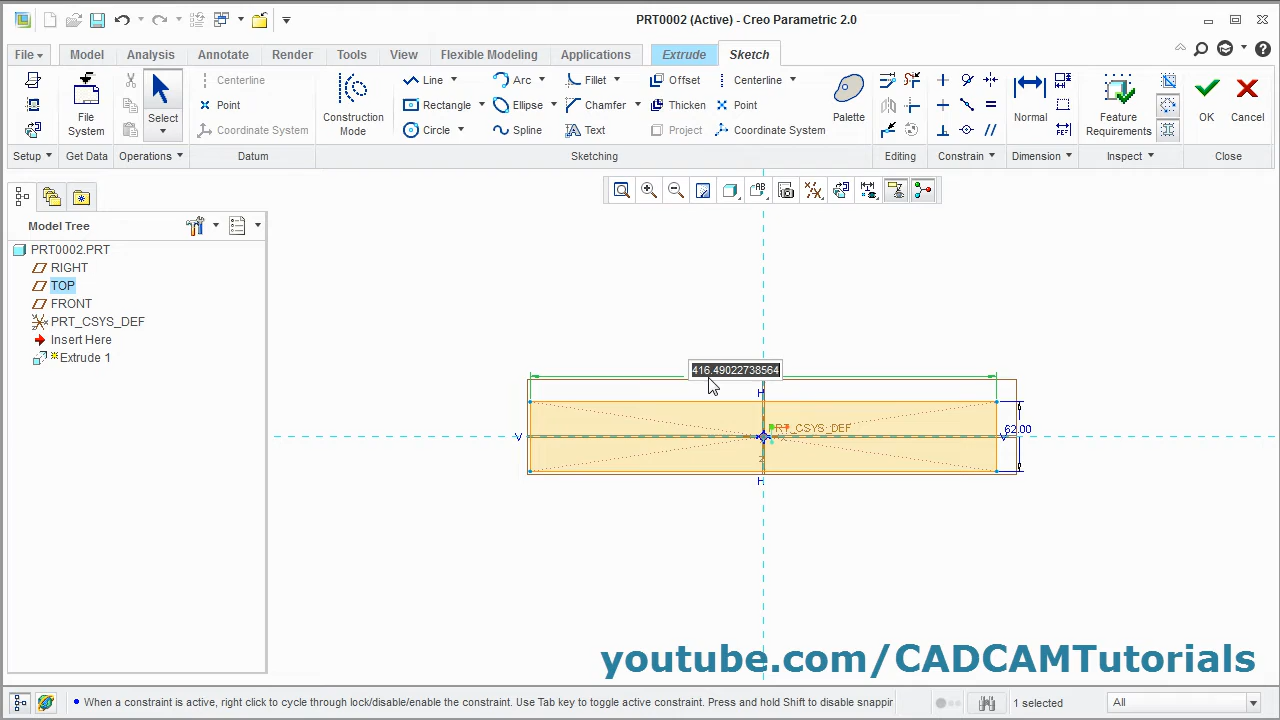 PRT0002 (Active) - Creo Parametric 2.0
File Model Analysis Annotate Render Tools View Flexible Modeling Applications Extrude Sketch
Centerline Line Arc Fillet Offset Centerline
Point Rectangle Ellipse Chamfer Thicken Point
Coordinate System Circle Spline Text Project Coordinate System
File System Select Construction Mode Palette Normal Feature Requirements OK Cancel
Setup Get Data Operations Datum Sketching Editing Constrain Dimension Inspect Close
Model Tree
PRT0002.PRT
RIGHT
TOP
FRONT
PRT_CSYS_DEF
Insert Here
Extrude 1
416.49022738564
H
PRT_CSYS_DEF
V
V
62.00
Z
H
youtube.com/CADCAMTutorials
When a constraint is active, right click to cycle through lock/disable/enable the constraint. Use Tab key to toggle active constraint. Press and hold Shift to disable snappin
1 selected
All